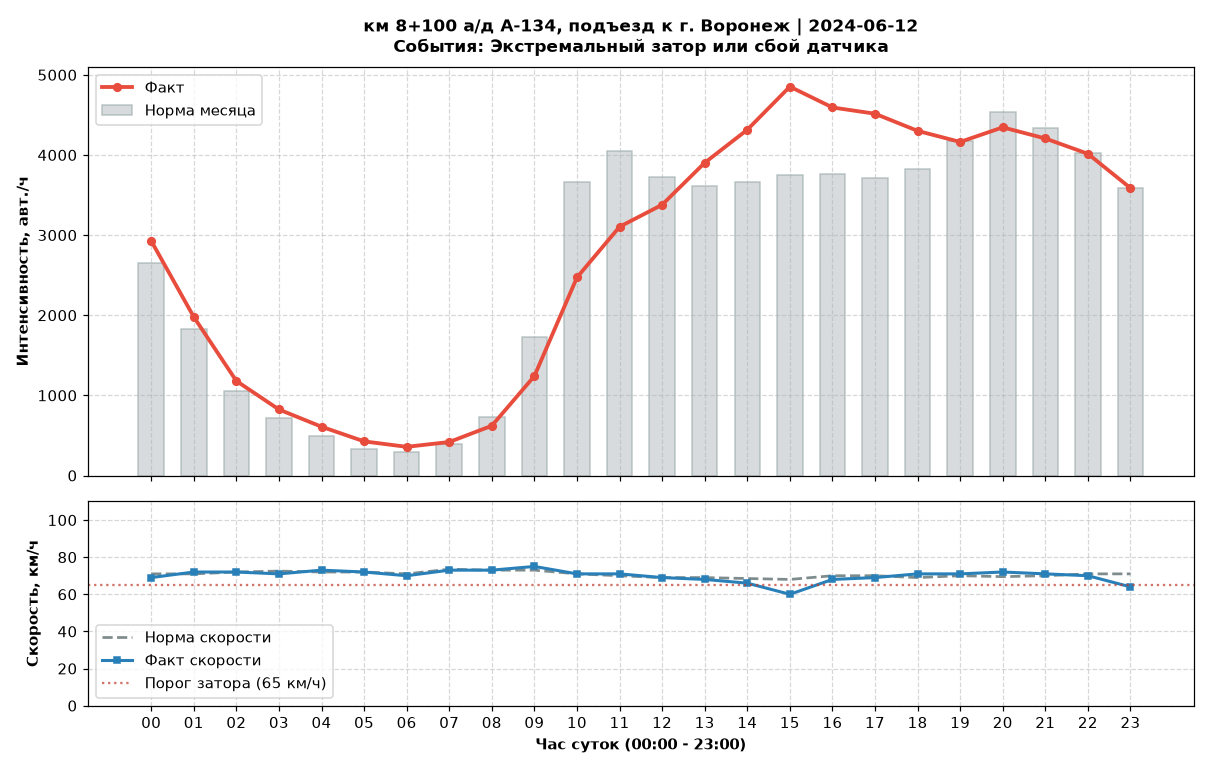 км 8+100 а/д А-134, подъезд к г. Воронеж | 2024-06-12
События: Экстремальный затор или сбой датчика
Интенсивность, авт./ч
5000
4000
3000
2000
1000
0
Факт
Норма месяца
Скорость, км/ч
100
80
60
40
20
0
Норма скорости
Факт скорости
Порог затора (65 км/ч)
00 01 02 03 04 05 06 07 08 09 10 11 12 13 14 15 16 17 18 19 20 21 22 23
Час суток (00:00 - 23:00)